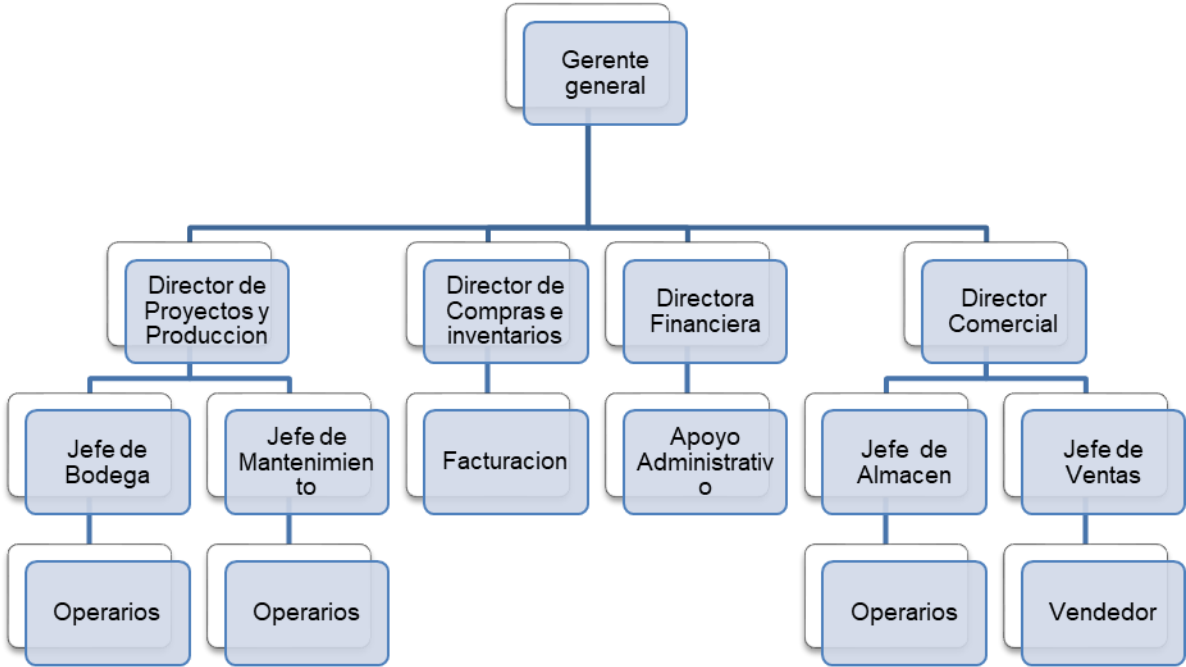 Gerente
general
Director de
Proyectos y
Produccion
Director de
Compras e
inventarios
Directora
Financiera
Director
Comercial
Jefe de
Bodega
Jefe de
Mantenimien
to
Facturacion
Apoyo
Administrativ
o
Jefe de
Almacen
Jefe de
Ventas
Operarios
Operarios
Operarios
Vendedor